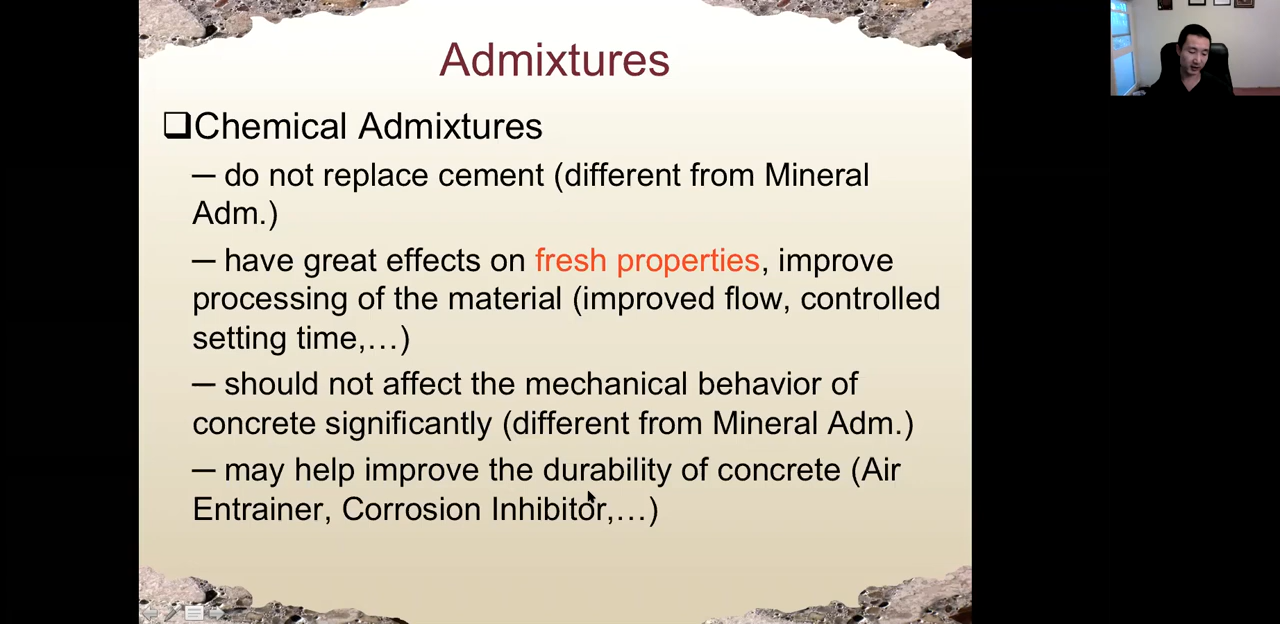 Admixtures
❑Chemical Admixtures
— do not replace cement (different from Mineral
Adm.)
— have great effects on fresh properties, improve
processing of the material (improved flow, controlled
setting time,…)
— should not affect the mechanical behavior of
concrete significantly (different from Mineral Adm.)
— may help improve the durability of concrete (Air
Entrainer, Corrosion Inhibitor,…)